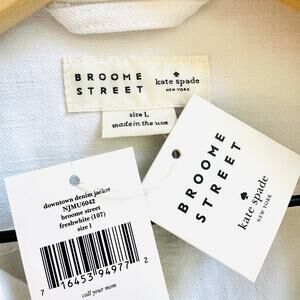 BROOME
STREET
kate spade
NEW YORK
size L
made in the usa
downtown denim jacket
NJMU6042
broome street
freshwhite (107)
size l
7 16453 94977 2
call your mom
BROOME
STREET
kate spade
NEW YORK